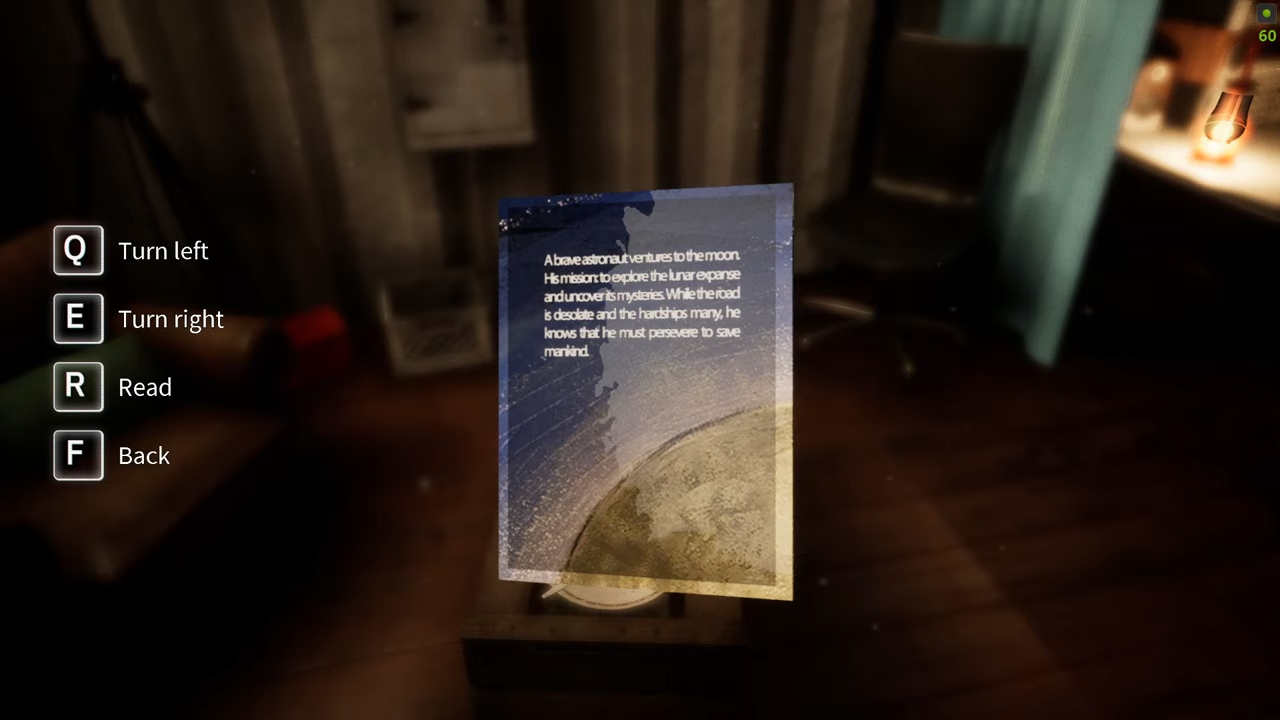 60
Q Turn left
E Turn right
R Read
F Back
A brave astronaut ventures to the moon.
His mission: to explore the lunar expanse
and uncover its mysteries. While the road
is desolate and the hardships many, he
knows that he must persevere to save
mankind.